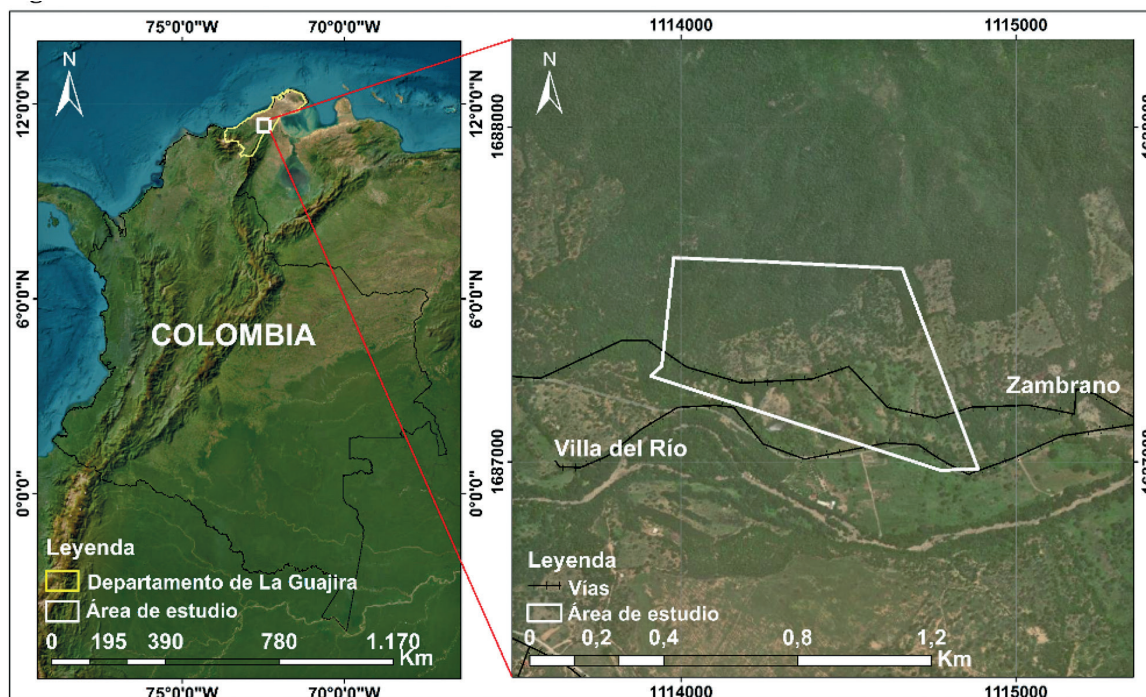 75°0'0"W
70°0'0"W
1114000
1115000
N
N
12°0'0"N
12°0'0"N
1688000
1688000
6°0'0"N
6°0'0"N
COLOMBIA
Zambrano
Villa del Río
1687000
1687000
0°0'0"N
0°0'0"N
Leyenda
Departamento de La Guajira
Área de estudio
0 195 390 780 1.170
Km
Leyenda
Vías
Área de estudio
0 0,2 0,4 0,8 1,2
Km
75°0'0"W
70°0'0"W
1114000
1115000